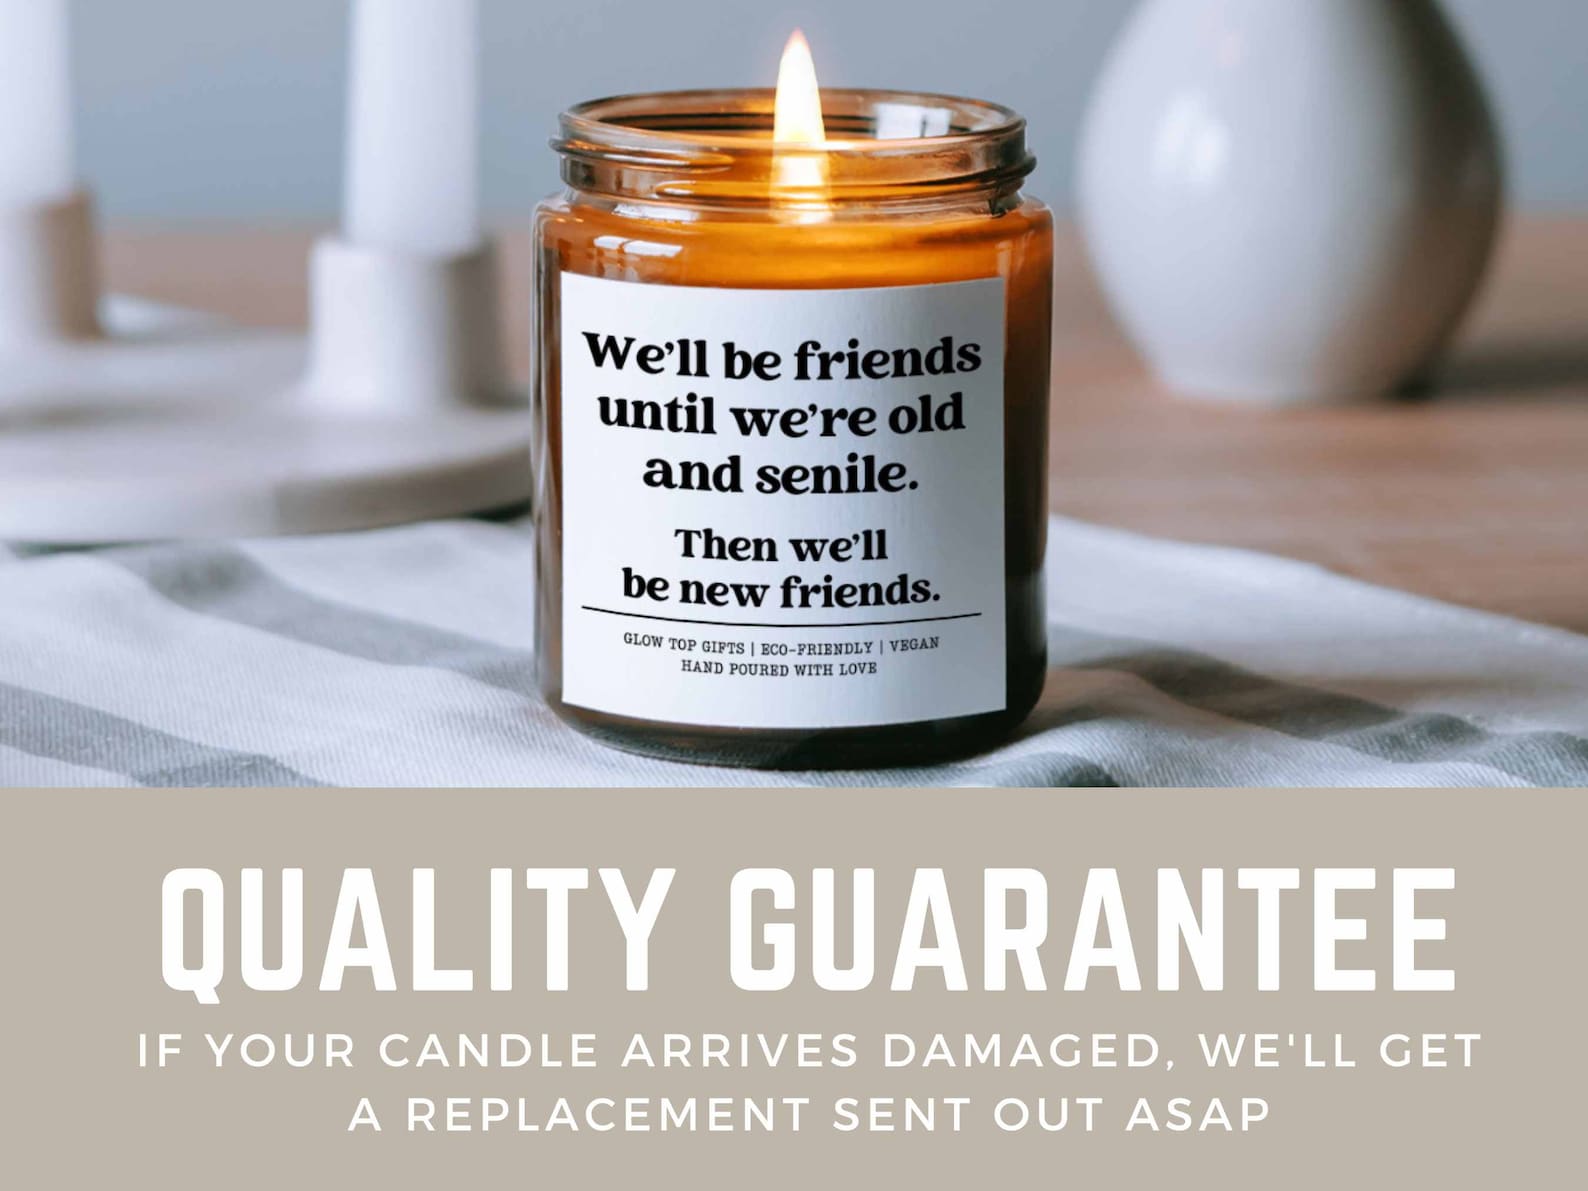 We'll be friends
until we're old
and senile.
Then we'll
be new friends.
GLOW TOP GIFTS | ECO-FRIENDLY | VEGAN
HAND POURED WITH LOVE
QUALITY GUARANTEE
IF YOUR CANDLE ARRIVES DAMAGED, WE'LL GET
A REPLACEMENT SENT OUT ASAP